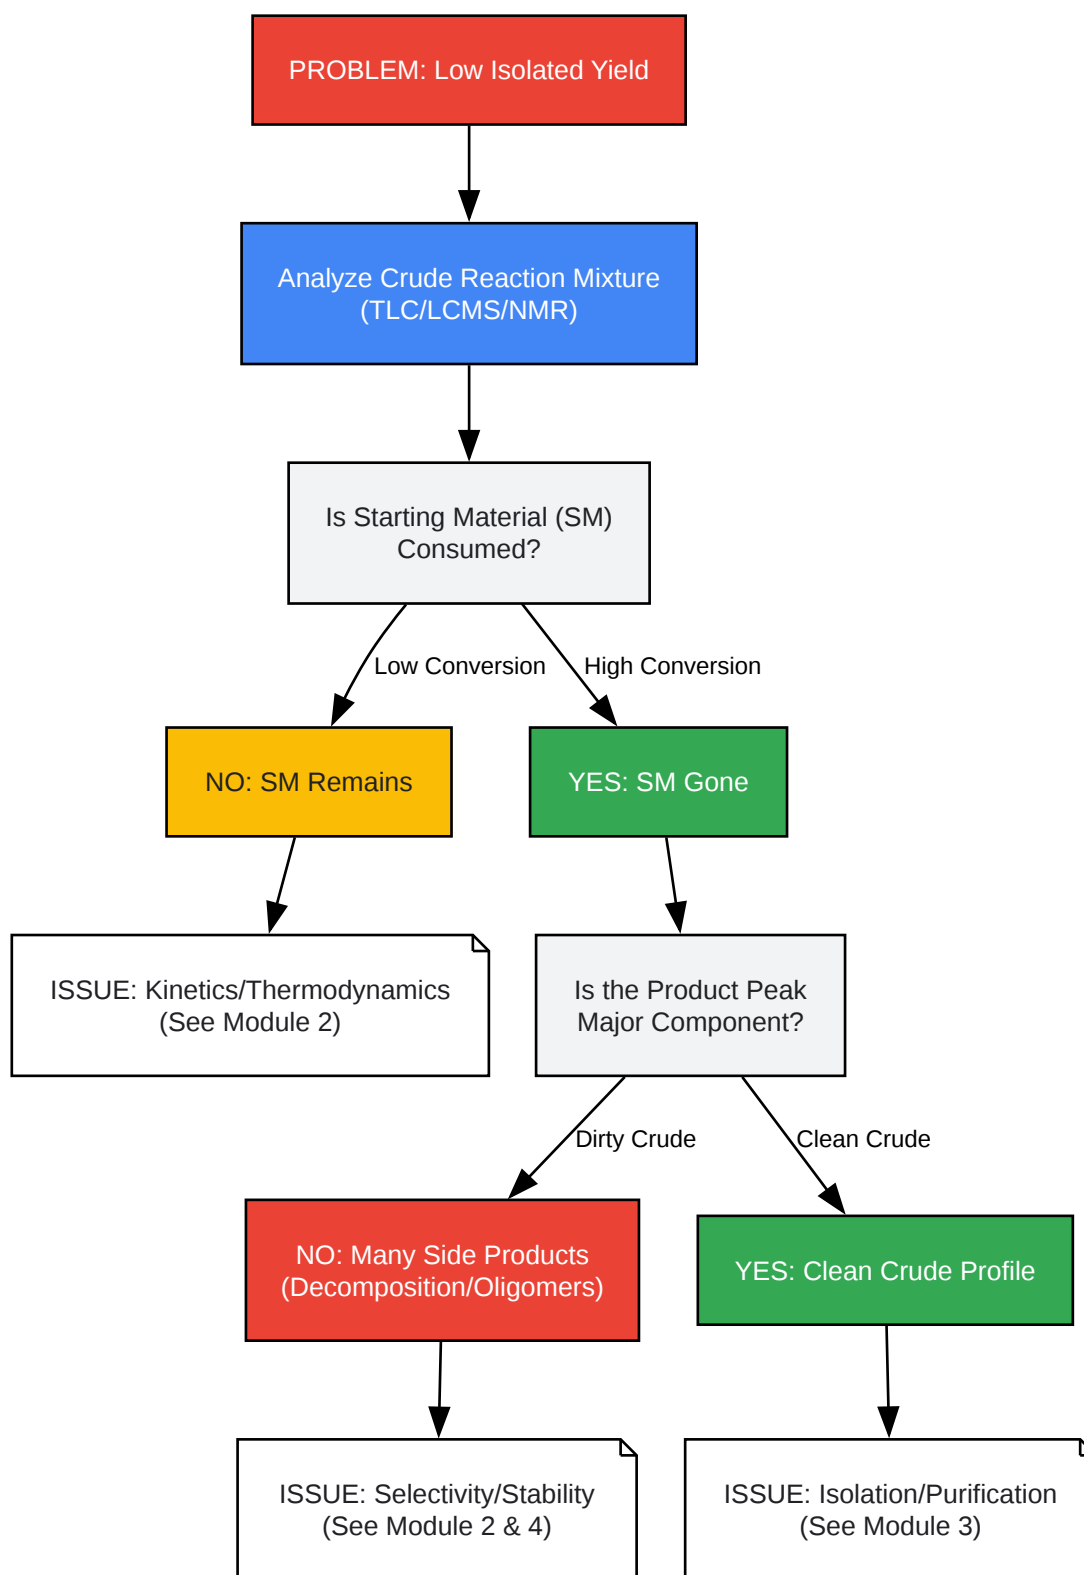 PROBLEM: Low Isolated Yield
Analyze Crude Reaction Mixture
(TLC/LCMS/NMR)
Is Starting Material (SM)
Consumed?
Low Conversion
High Conversion
NO: SM Remains
YES: SM Gone
ISSUE: Kinetics/Thermodynamics
(See Module 2)
Is the Product Peak
Major Component?
Dirty Crude
Clean Crude
NO: Many Side Products
(Decomposition/Oligomers)
YES: Clean Crude Profile
ISSUE: Selectivity/Stability
(See Module 2 & 4)
ISSUE: Isolation/Purification
(See Module 3)